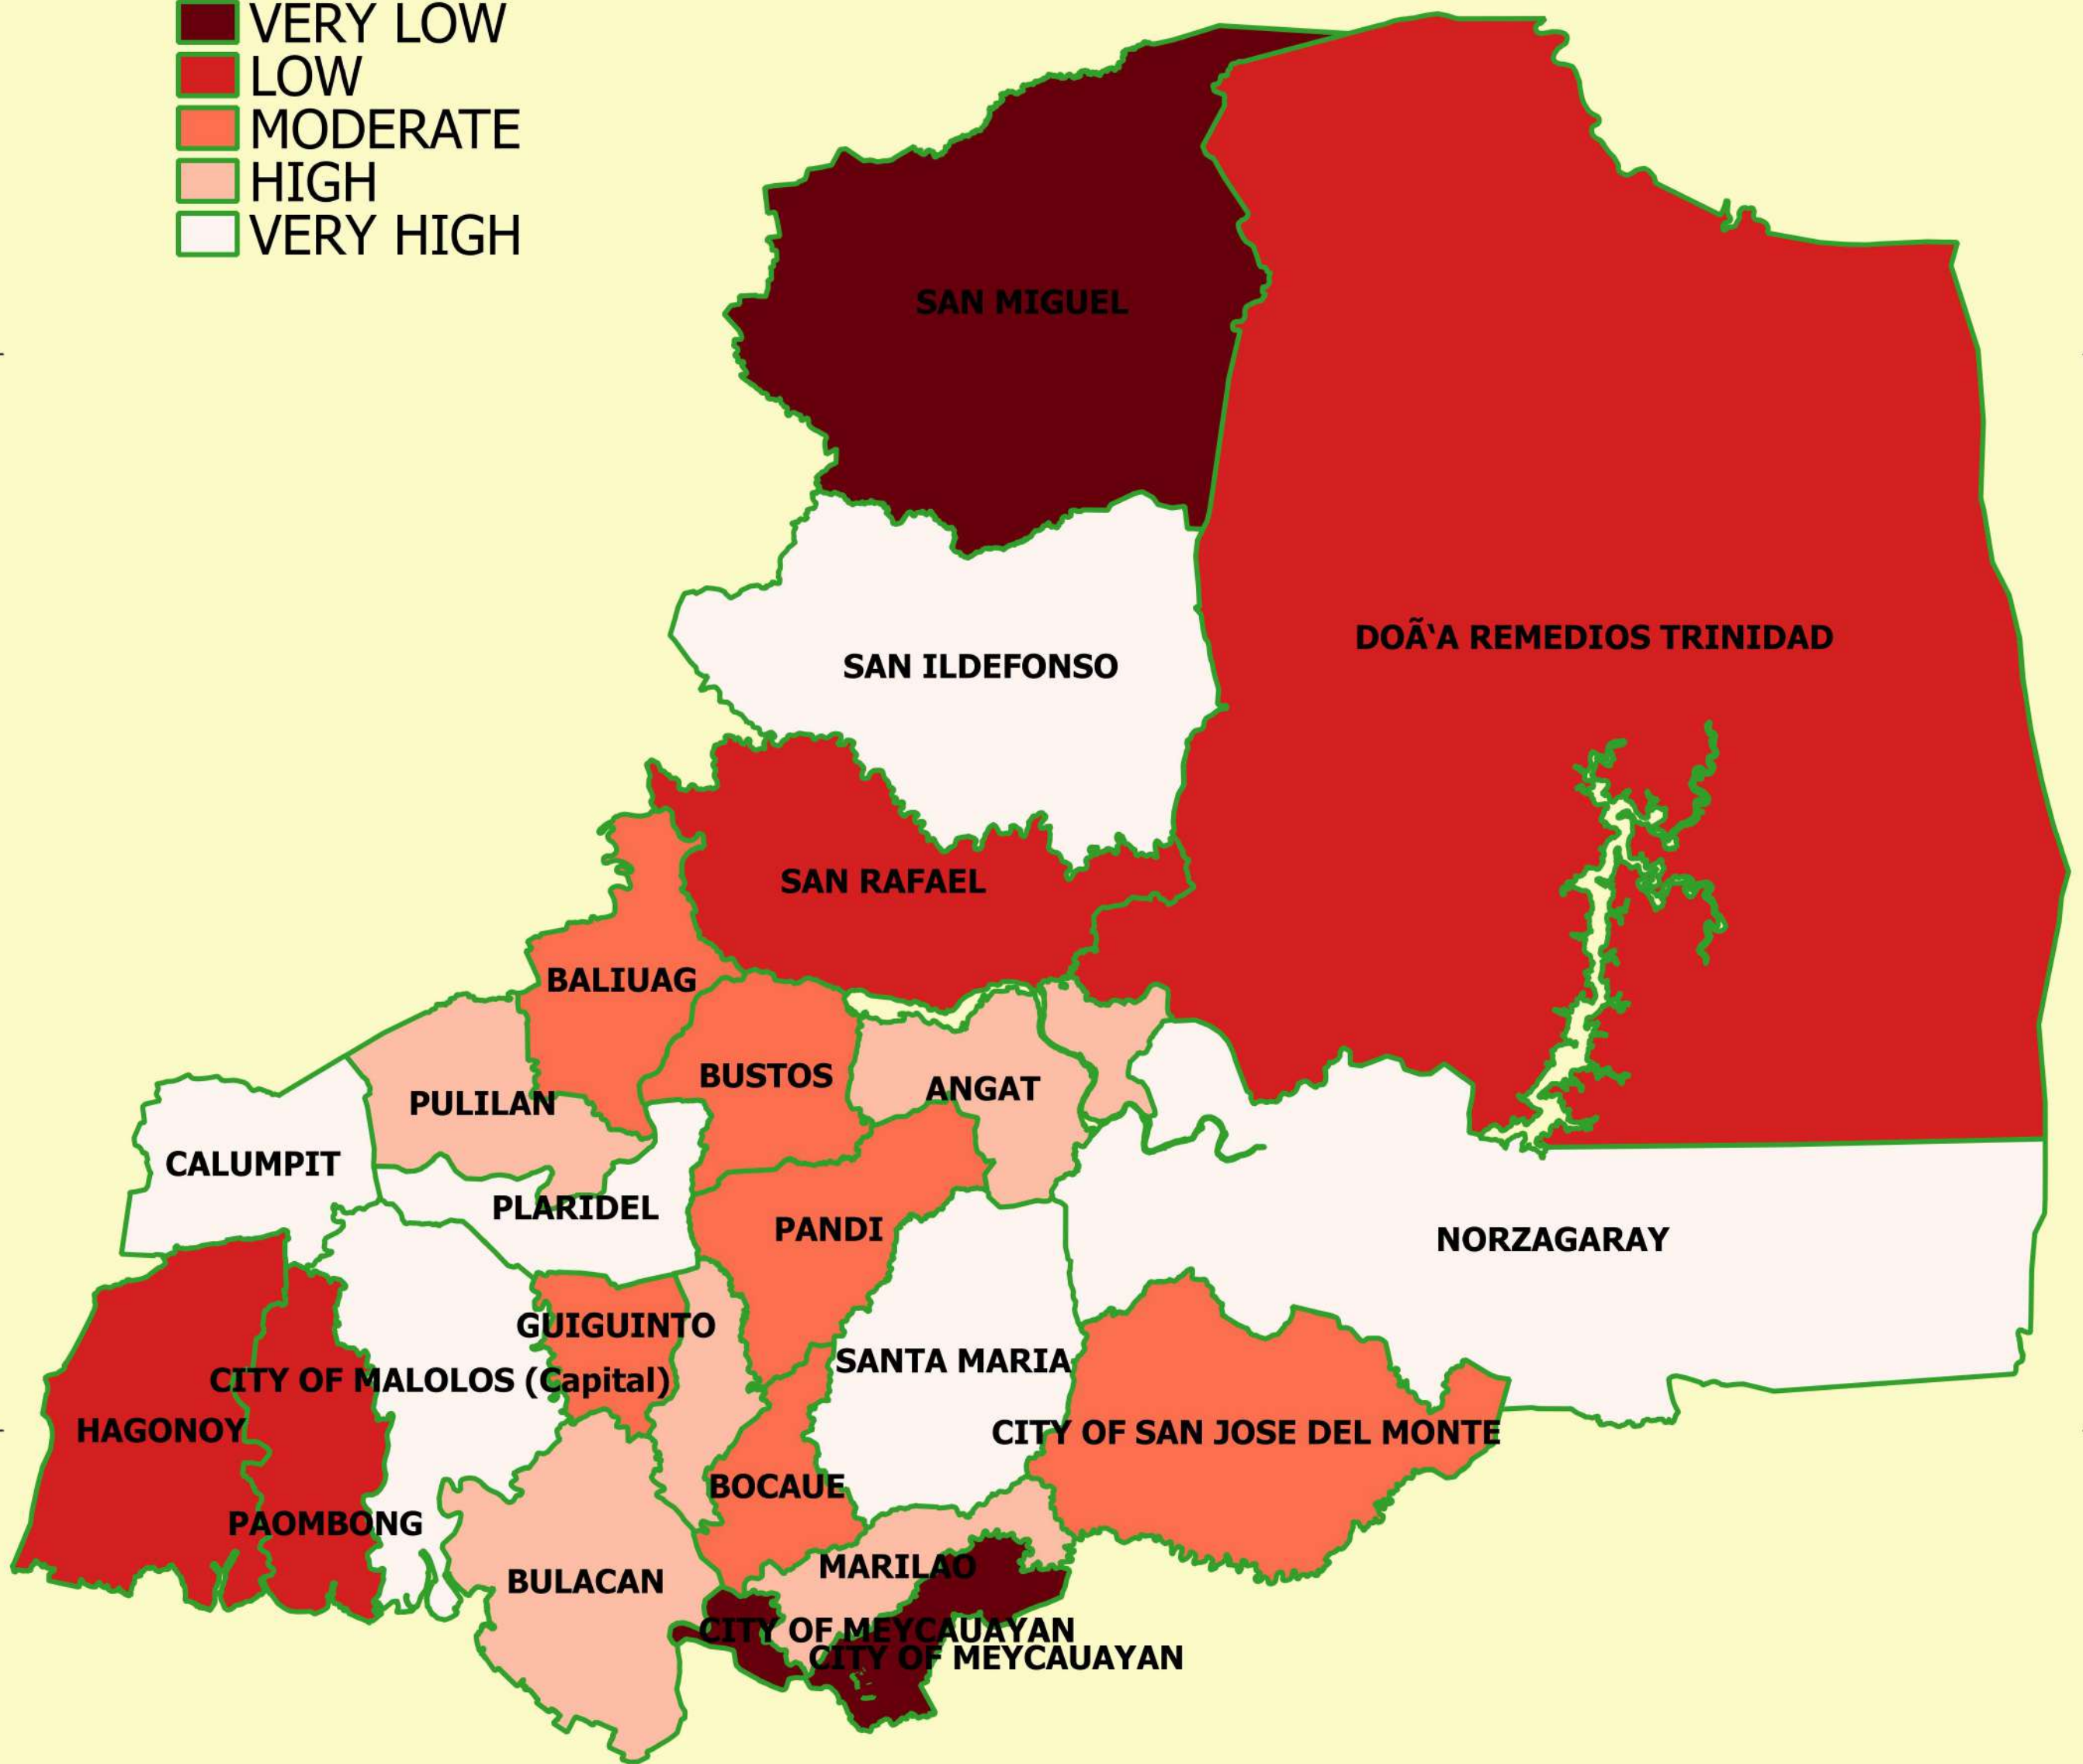 VERY LOW
LOW
MODERATE
HIGH
VERY HIGH
SAN MIGUEL
DOÃ‘A REMEDIOS TRINIDAD
SAN ILDEFONSO
SAN RAFAEL
BALIUAG
BUSTOS
ANGAT
PULILAN
CALUMPIT
PLARIDEL
PANDI
NORZAGARAY
GUIGUINTO
SANTA MARIA
CITY OF MALOLOS (Capital)
HAGONOY
CITY OF SAN JOSE DEL MONTE
BOCAUE
PAOMBONG
MARILAO
BULACAN
CITY OF MEYCAUAYAN
CITY OF MEYCAUAYAN